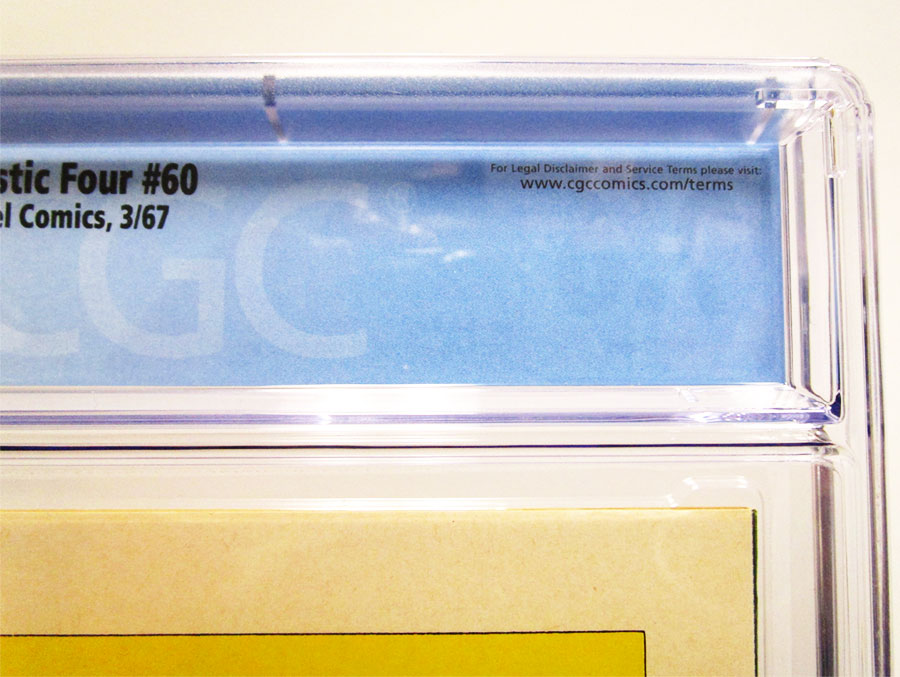 stic Four #60
el Comics, 3/67
For Legal Disclaimer and Service Terms please visit:
www.cgccomics.com/terms
CGC